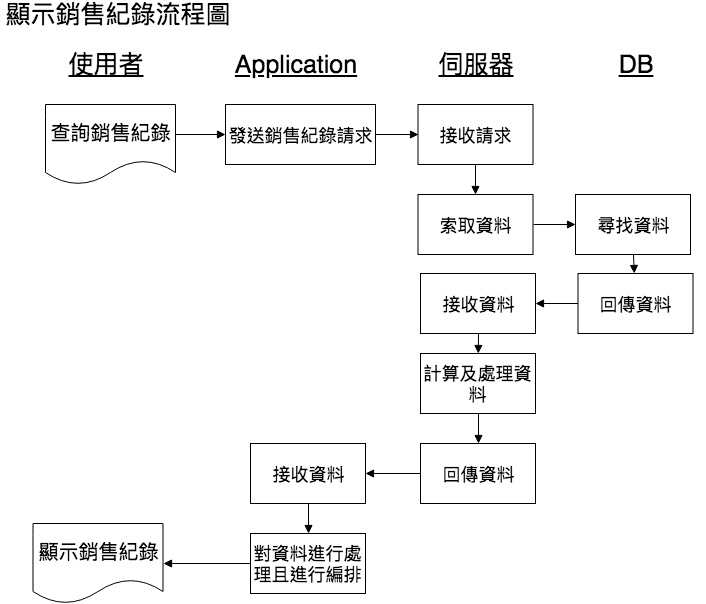 顯示銷售紀錄流程圖
使用者
Application
伺服器
DB
查詢銷售紀錄
發送銷售紀錄請求
接收請求
索取資料
尋找資料
接收資料
回傳資料
計算及處理資
料
接收資料
回傳資料
顯示銷售紀錄
對資料進行處
理且進行編排